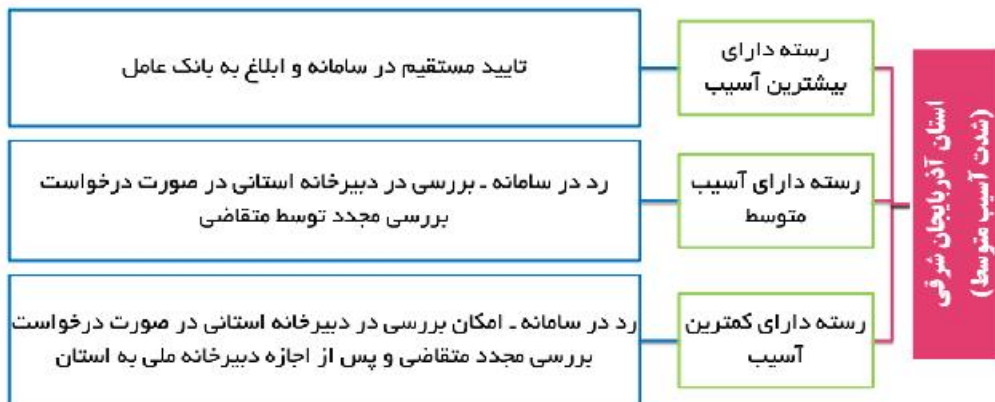 استان آذربایجان شرقی
(شدت آسیب متوسط)
رسته دارای
بیشترین آسیب
تایید مستقیم در سامانه و ابلاغ به بانک عامل
رسته دارای آسیب
متوسط
رد در سامانه - بررسی در دبیرخانه استانی در صورت درخواست
بررسی مجدد توسط متقاضی
رسته دارای کمترین
آسیب
رد در سامانه - امکان بررسی در دبیرخانه استانی در صورت درخواست
بررسی مجدد متقاضی و پس از اجازه دبیرخانه ملی به استان